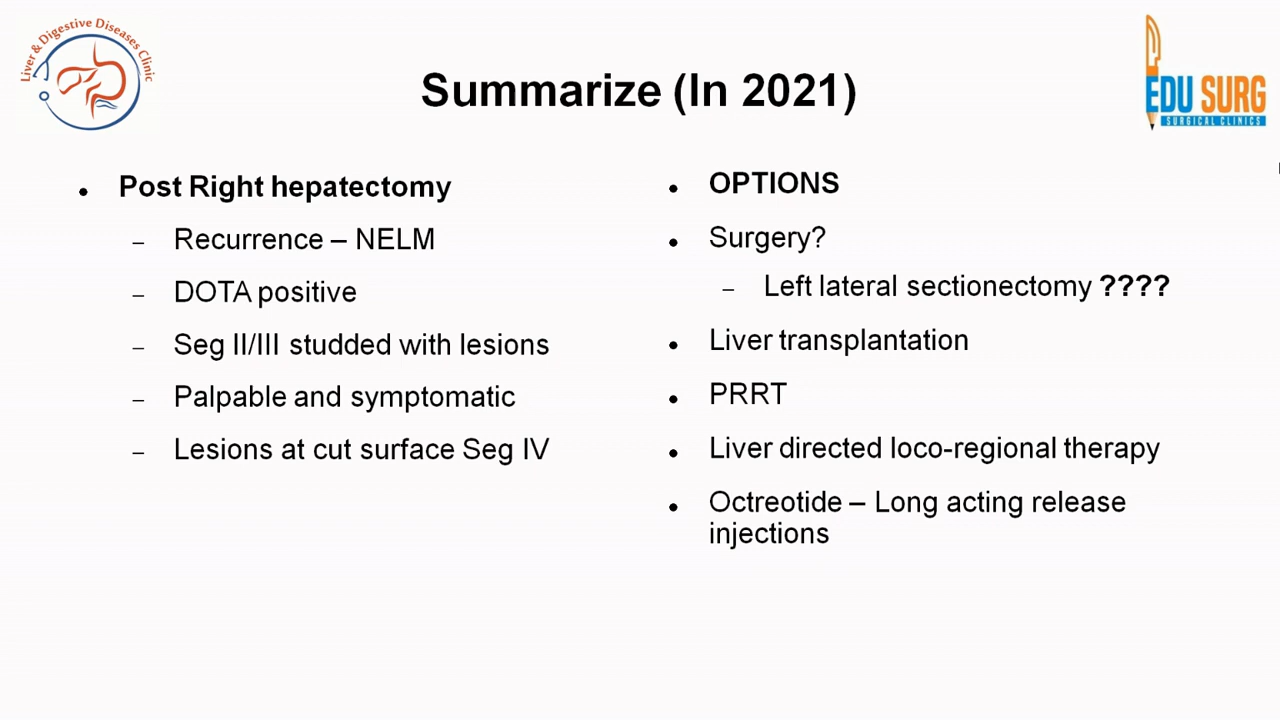 Liver & Digestive Diseases Clinic
EDU SURG
SURGICAL CLINICS
Summarize (In 2021)
• Post Right hepatectomy
– Recurrence – NELM
– DOTA positive
– Seg II/III studded with lesions
– Palpable and symptomatic
– Lesions at cut surface Seg IV
• OPTIONS
• Surgery?
– Left lateral sectionectomy ????
• Liver transplantation
• PRRT
• Liver directed loco-regional therapy
• Octreotide – Long acting release
injections